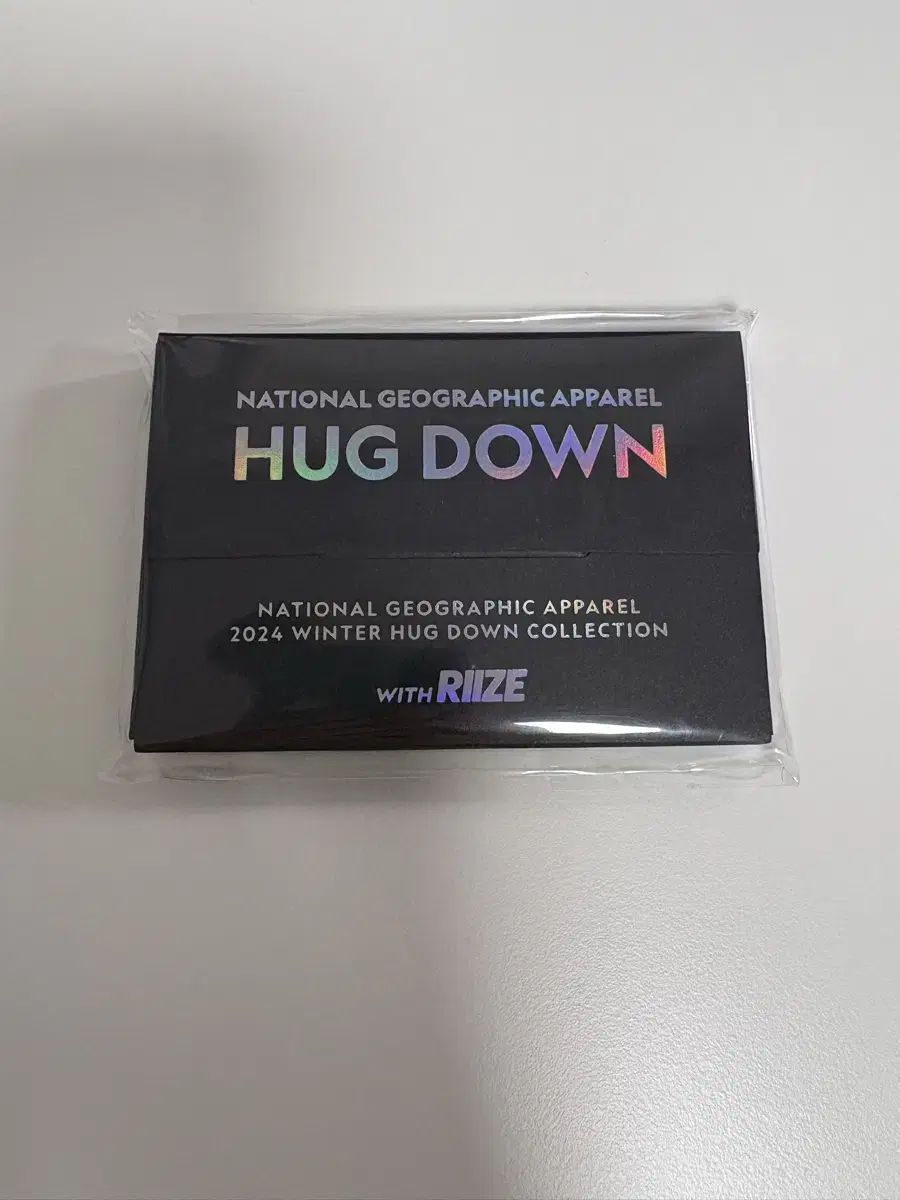 NATIONAL GEOGRAPHIC APPAREL
HUG DOWN
NATIONAL GEOGRAPHIC APPAREL
2024 WINTER HUG DOWN COLLECTION
WITH RIIZE